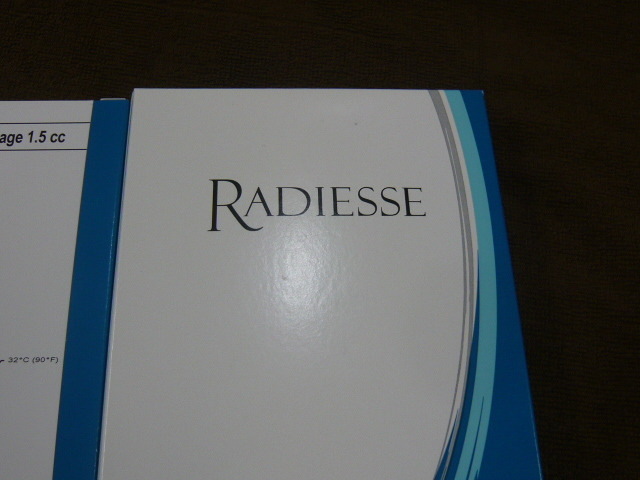 age 1.5 cc
RADIESSE
32°C (90°F)